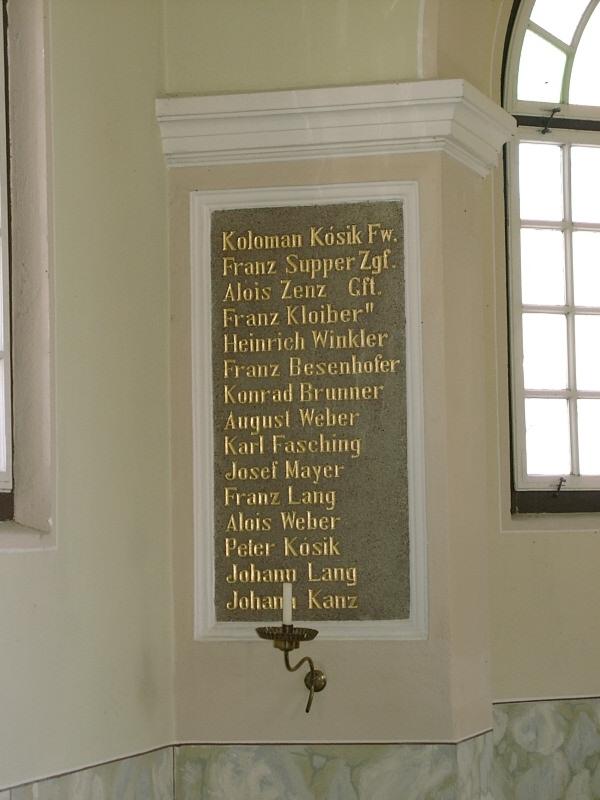 Koloman Kósik Fw.
Franz Supper Zgf.
Alois Zenz Gft.
Franz Kloiber "
Heinrich Winkler
Franz Besenhofer
Konrad Brunner
August Weber
Karl Fasching
Josef Mayer
Franz Lang
Alois Weber
Peter Kósik
Johann Lang
Johann Kanz